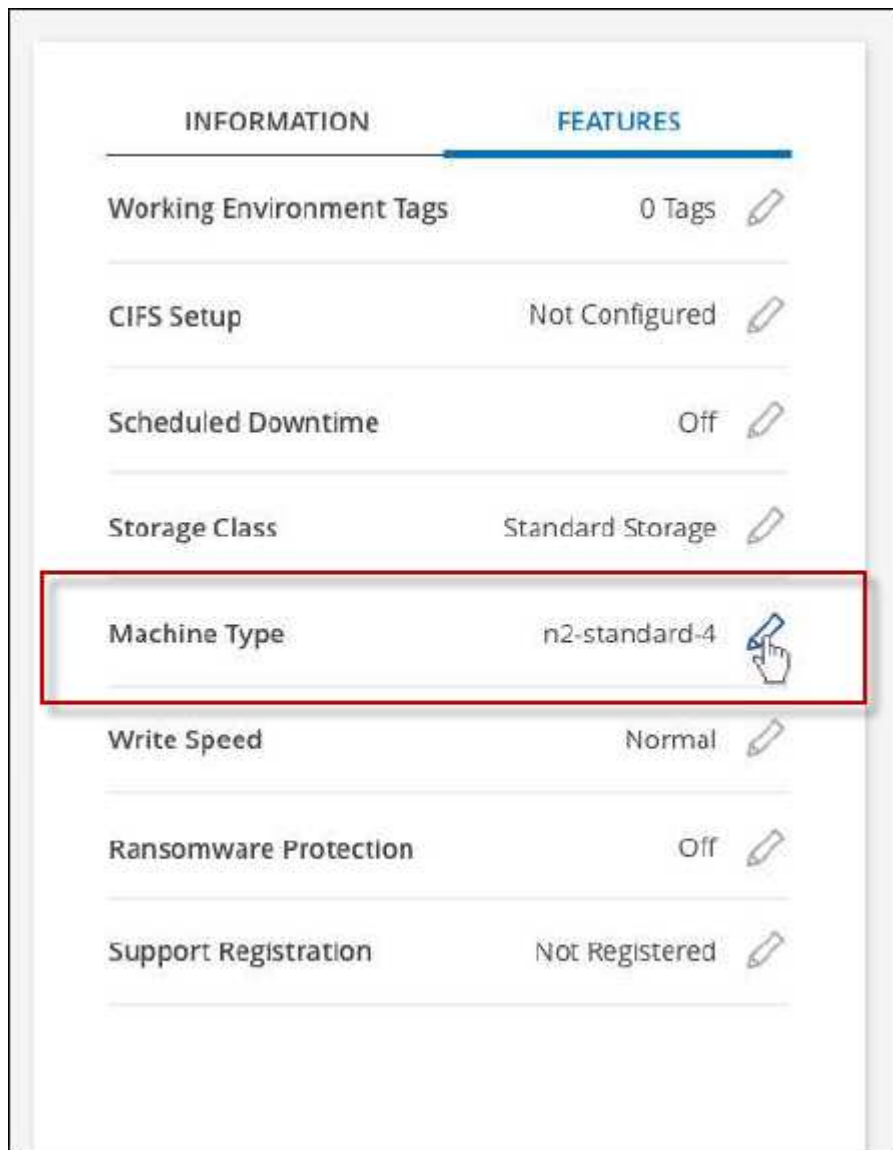 INFORMATION FEATURES
Working Environment Tags 0 Tags
CIFS Setup Not Configured
Scheduled Downtime Off
Storage Class Standard Storage
Machine Type n2-standard-4
Write Speed Normal
Ransomware Protection Off
Support Registration Not Registered